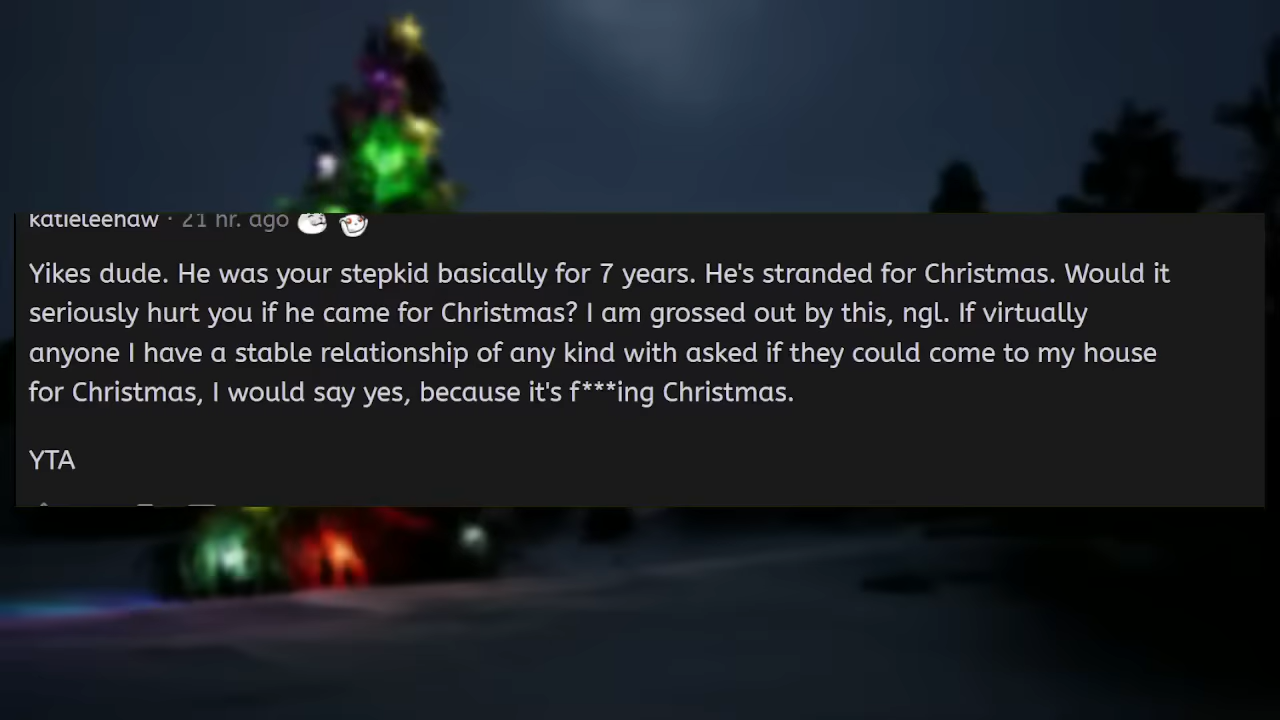 katieleehaw · 21 hr. ago
Yikes dude. He was your stepkid basically for 7 years. He's stranded for Christmas. Would it
seriously hurt you if he came for Christmas? I am grossed out by this, ngl. If virtually
anyone I have a stable relationship of any kind with asked if they could come to my house
for Christmas, I would say yes, because it's f***ing Christmas.
YTA